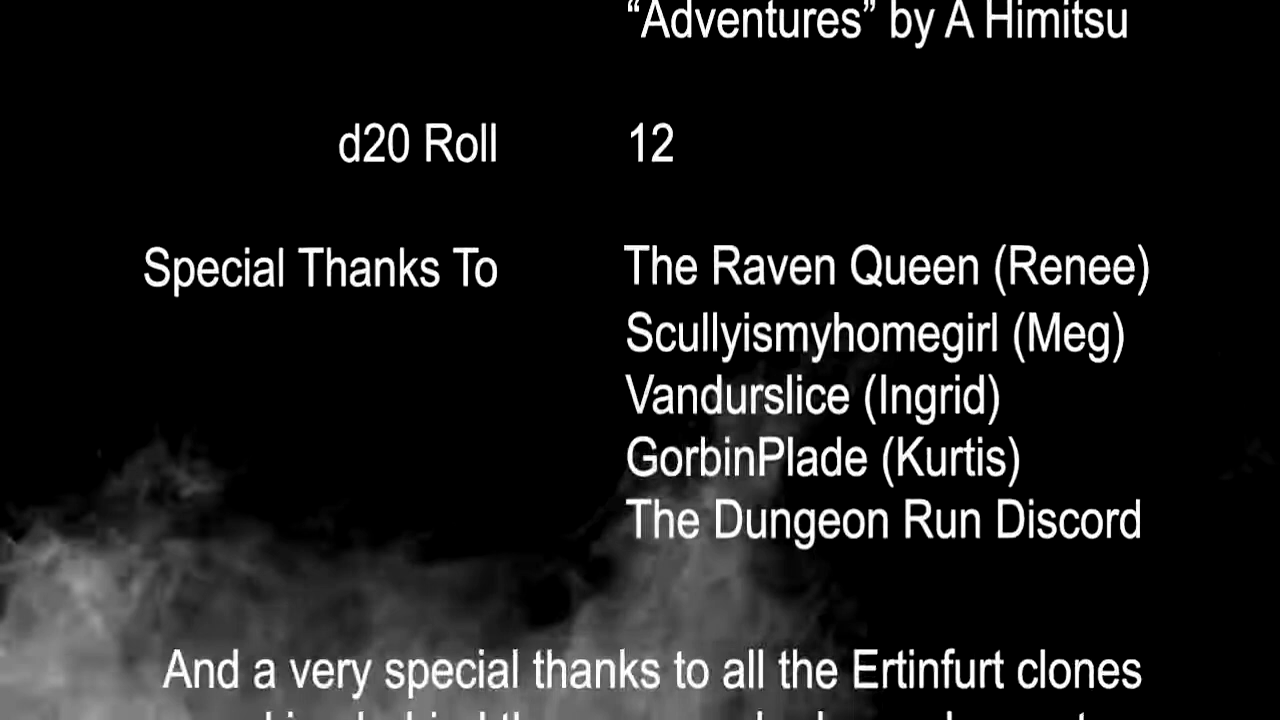 “Adventures” by A Himitsu
d20 Roll 12
Special Thanks To The Raven Queen (Renee)
Scullyismyhomegirl (Meg)
Vandurslice (Ingrid)
GorbinPlade (Kurtis)
The Dungeon Run Discord
And a very special thanks to all the Ertinfurt clones